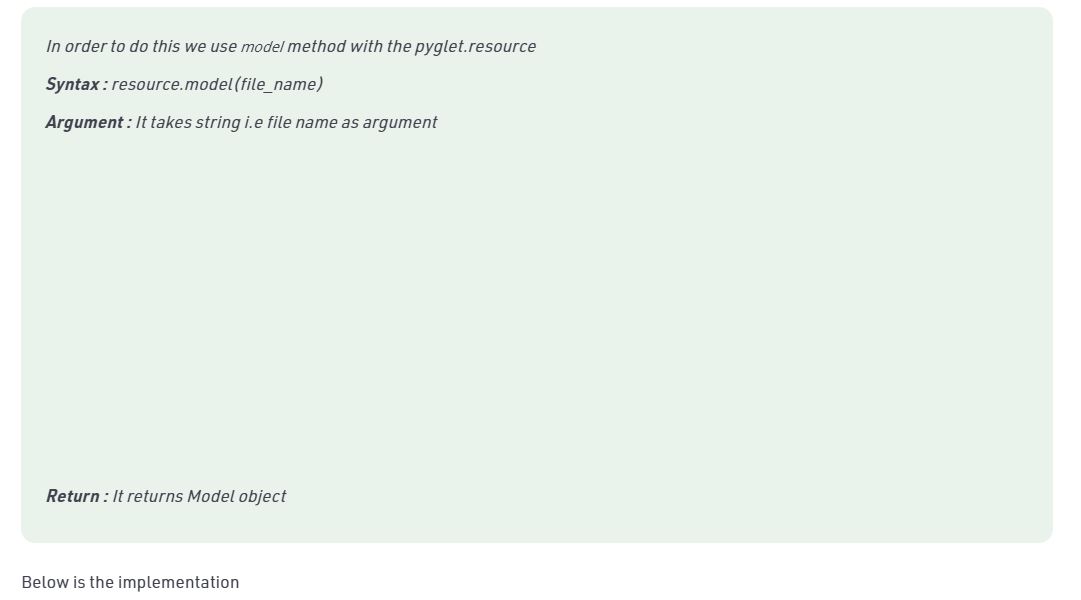 In order to do this we use model method with the pyglet.resource
Syntax : resource.model(file_name)
Argument : It takes string i.e file name as argument
Return : It returns Model object
Below is the implementation